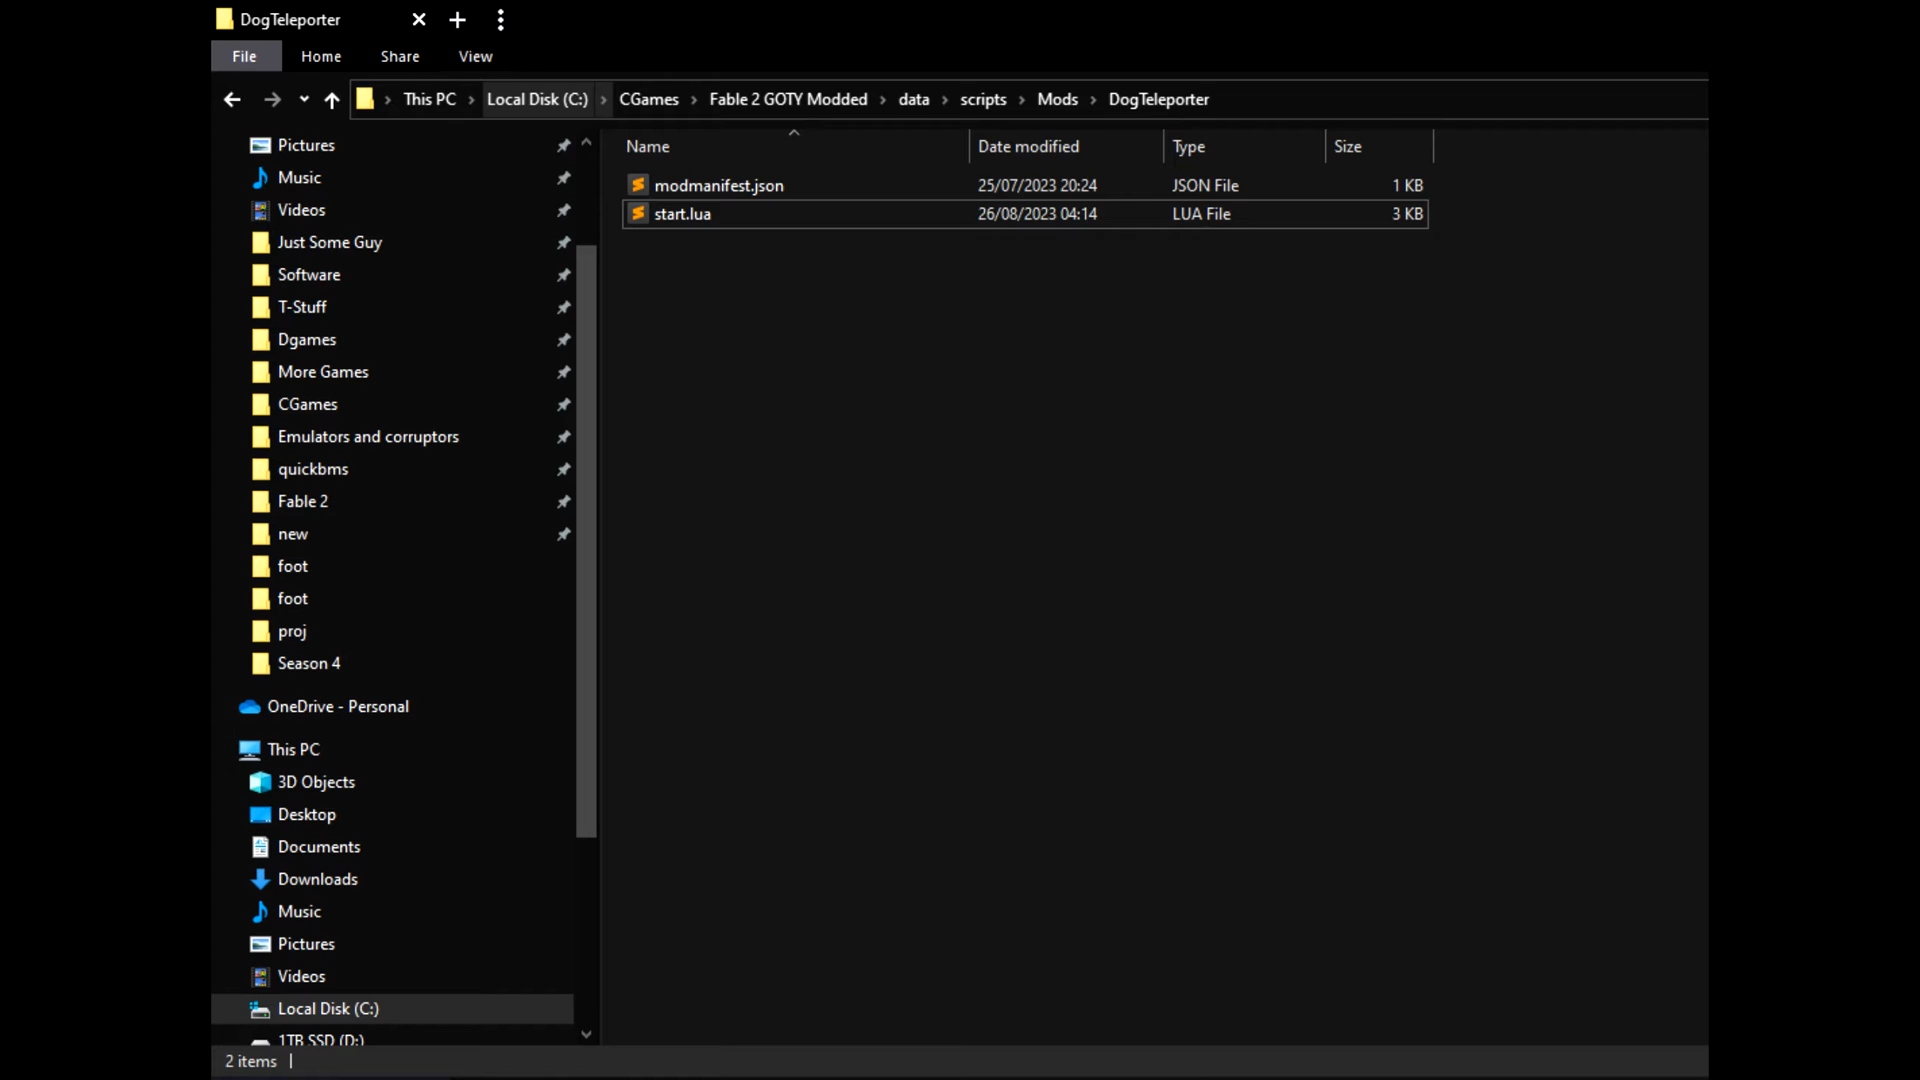 DogTeleporter
File Home Share View
This PC Local Disk (C:) CGames Fable 2 GOTY Modded data scripts Mods DogTeleporter
Name Date modified Type Size
modmanifest.json 25/07/2023 20:24 JSON File 1 KB
start.lua 26/08/2023 04:14 LUA File 3 KB
Pictures
Music
Videos
Just Some Guy
Software
T-Stuff
Dgames
More Games
CGames
Emulators and corruptors
quickbms
Fable 2
new
foot
foot
proj
Season 4
OneDrive - Personal
This PC
3D Objects
Desktop
Documents
Downloads
Music
Pictures
Videos
Local Disk (C:)
1TB SSD (D:)
2 items